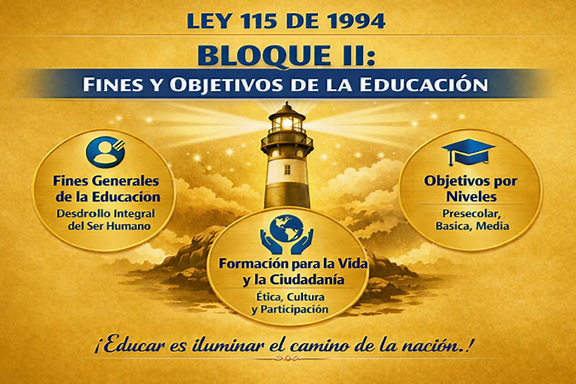 LEY 115 DE 1994
BLOQUE II:
FINES Y OBJETIVOS DE LA EDUCACIÓN
Fines Generales
de la Educacion
Desdrollo Integral
del Ser Humano
Formación para la Vida
y la Ciudadanía
Ética, Cultura
y Participación
Objetivos por
Niveles
Presecolar,
Basica, Media
¡Educar es iluminar el camino de la nación.!